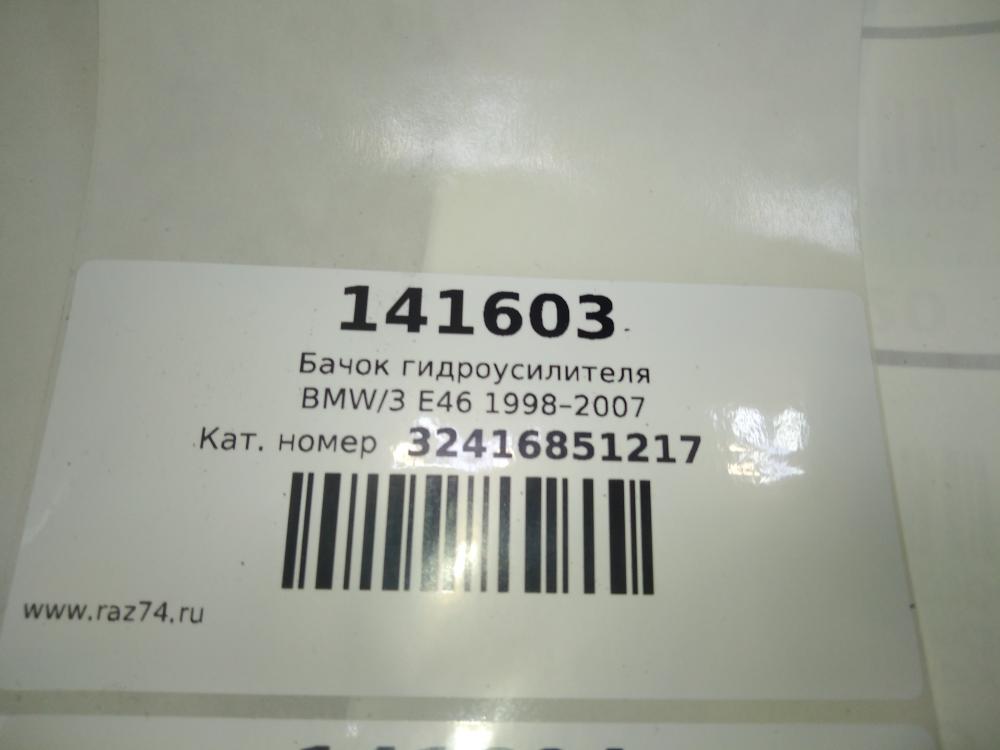 141603
Бачок гидроусилителя
BMW/3 E46 1998–2007
Кат. номер 32416851217
www.raz74.ru